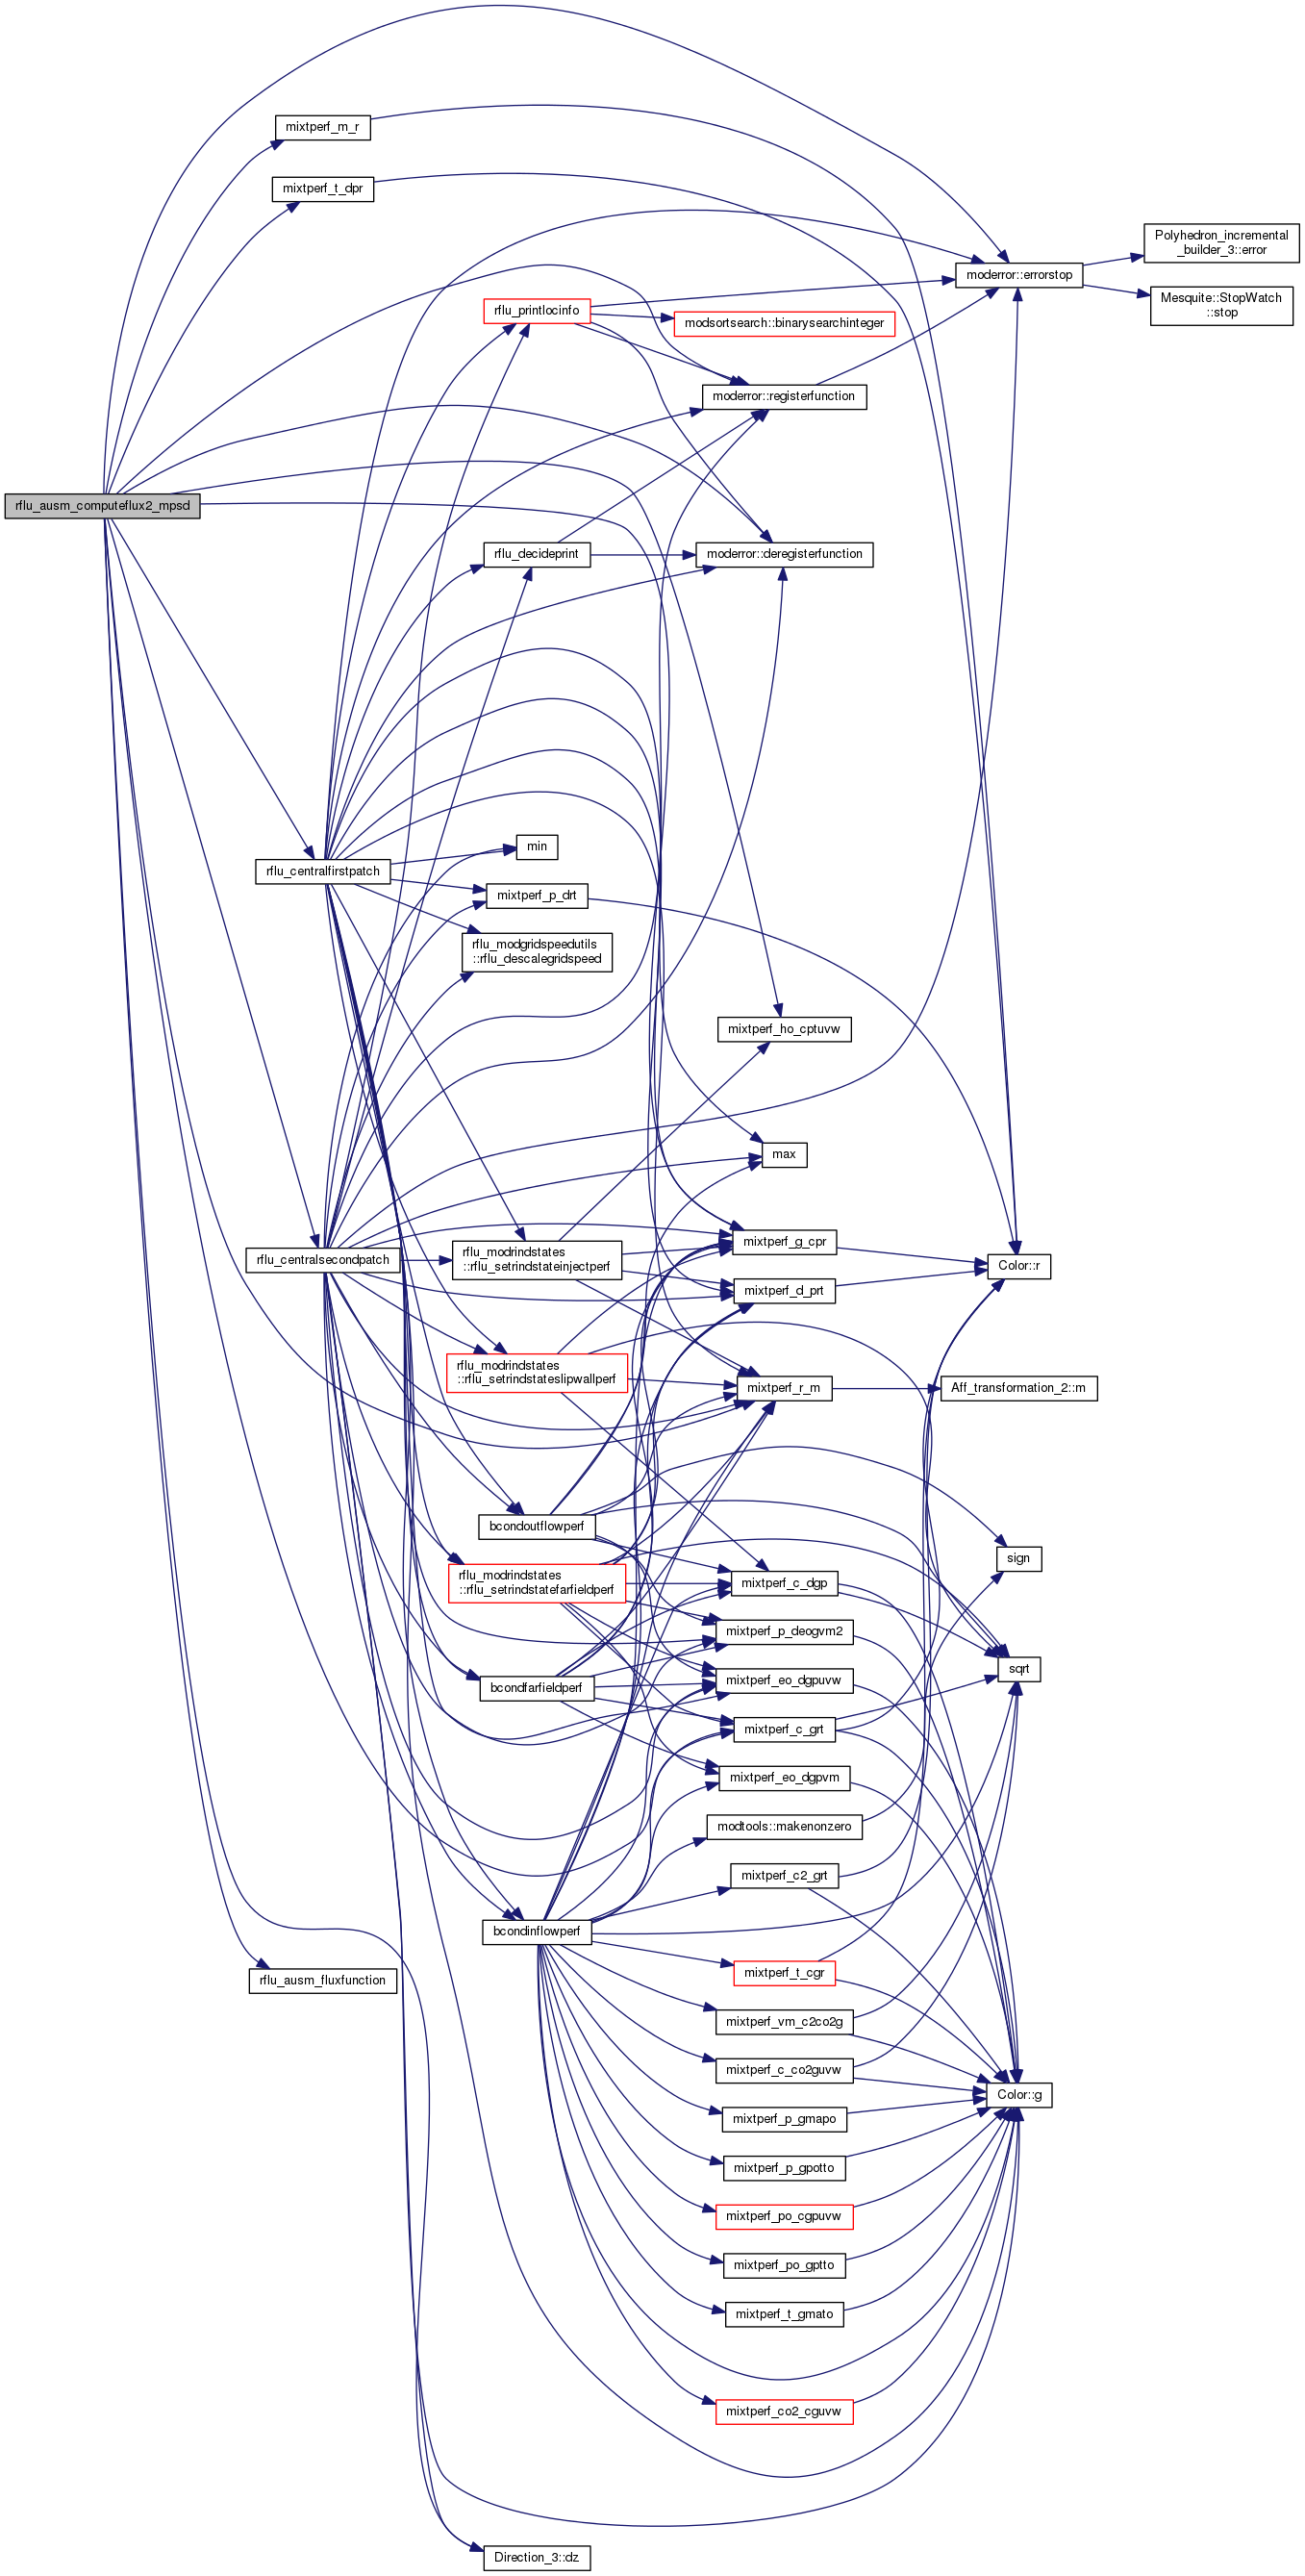 mixtperf_m_r
mixtperf_t_dpr
Polyhedron_incremental
_builder_3::error
moderror::errorstop
Mesquite::StopWatch
::stop
rflu_printlocinfo
modsortsearch::binarysearchinteger
moderror::registerfunction
rflu_ausm_computeflux2_mpsd
rflu_decideprint
moderror::deregisterfunction
min
rflu_centralfirstpatch
mixtperf_p_drt
rflu_modgridspeedutils
::rflu_descalegridspeed
mixtperf_ho_cptuvw
max
mixtperf_g_cpr
rflu_centralsecondpatch
rflu_modrindstates
::rflu_setrindstateinjectperf
Color::r
mixtperf_d_prt
rflu_modrindstates
::rflu_setrindstateslipwallperf
mixtperf_r_m
Aff_transformation_2::m
bcondoutflowperf
sign
rflu_modrindstates
::rflu_setrindstatefarfieldperf
mixtperf_c_dgp
mixtperf_p_deogvm2
sqrt
mixtperf_eo_dgpuvw
bcondfarfieldperf
mixtperf_c_grt
mixtperf_eo_dgpvm
modtools::makenonzero
mixtperf_c2_grt
bcondinflowperf
mixtperf_t_cgr
rflu_ausm_fluxfunction
mixtperf_vm_c2co2g
mixtperf_c_co2guvw
Color::g
mixtperf_p_gmapo
mixtperf_p_gpotto
mixtperf_po_cgpuvw
mixtperf_po_gptto
mixtperf_t_gmato
mixtperf_co2_cguvw
Direction_3::dz